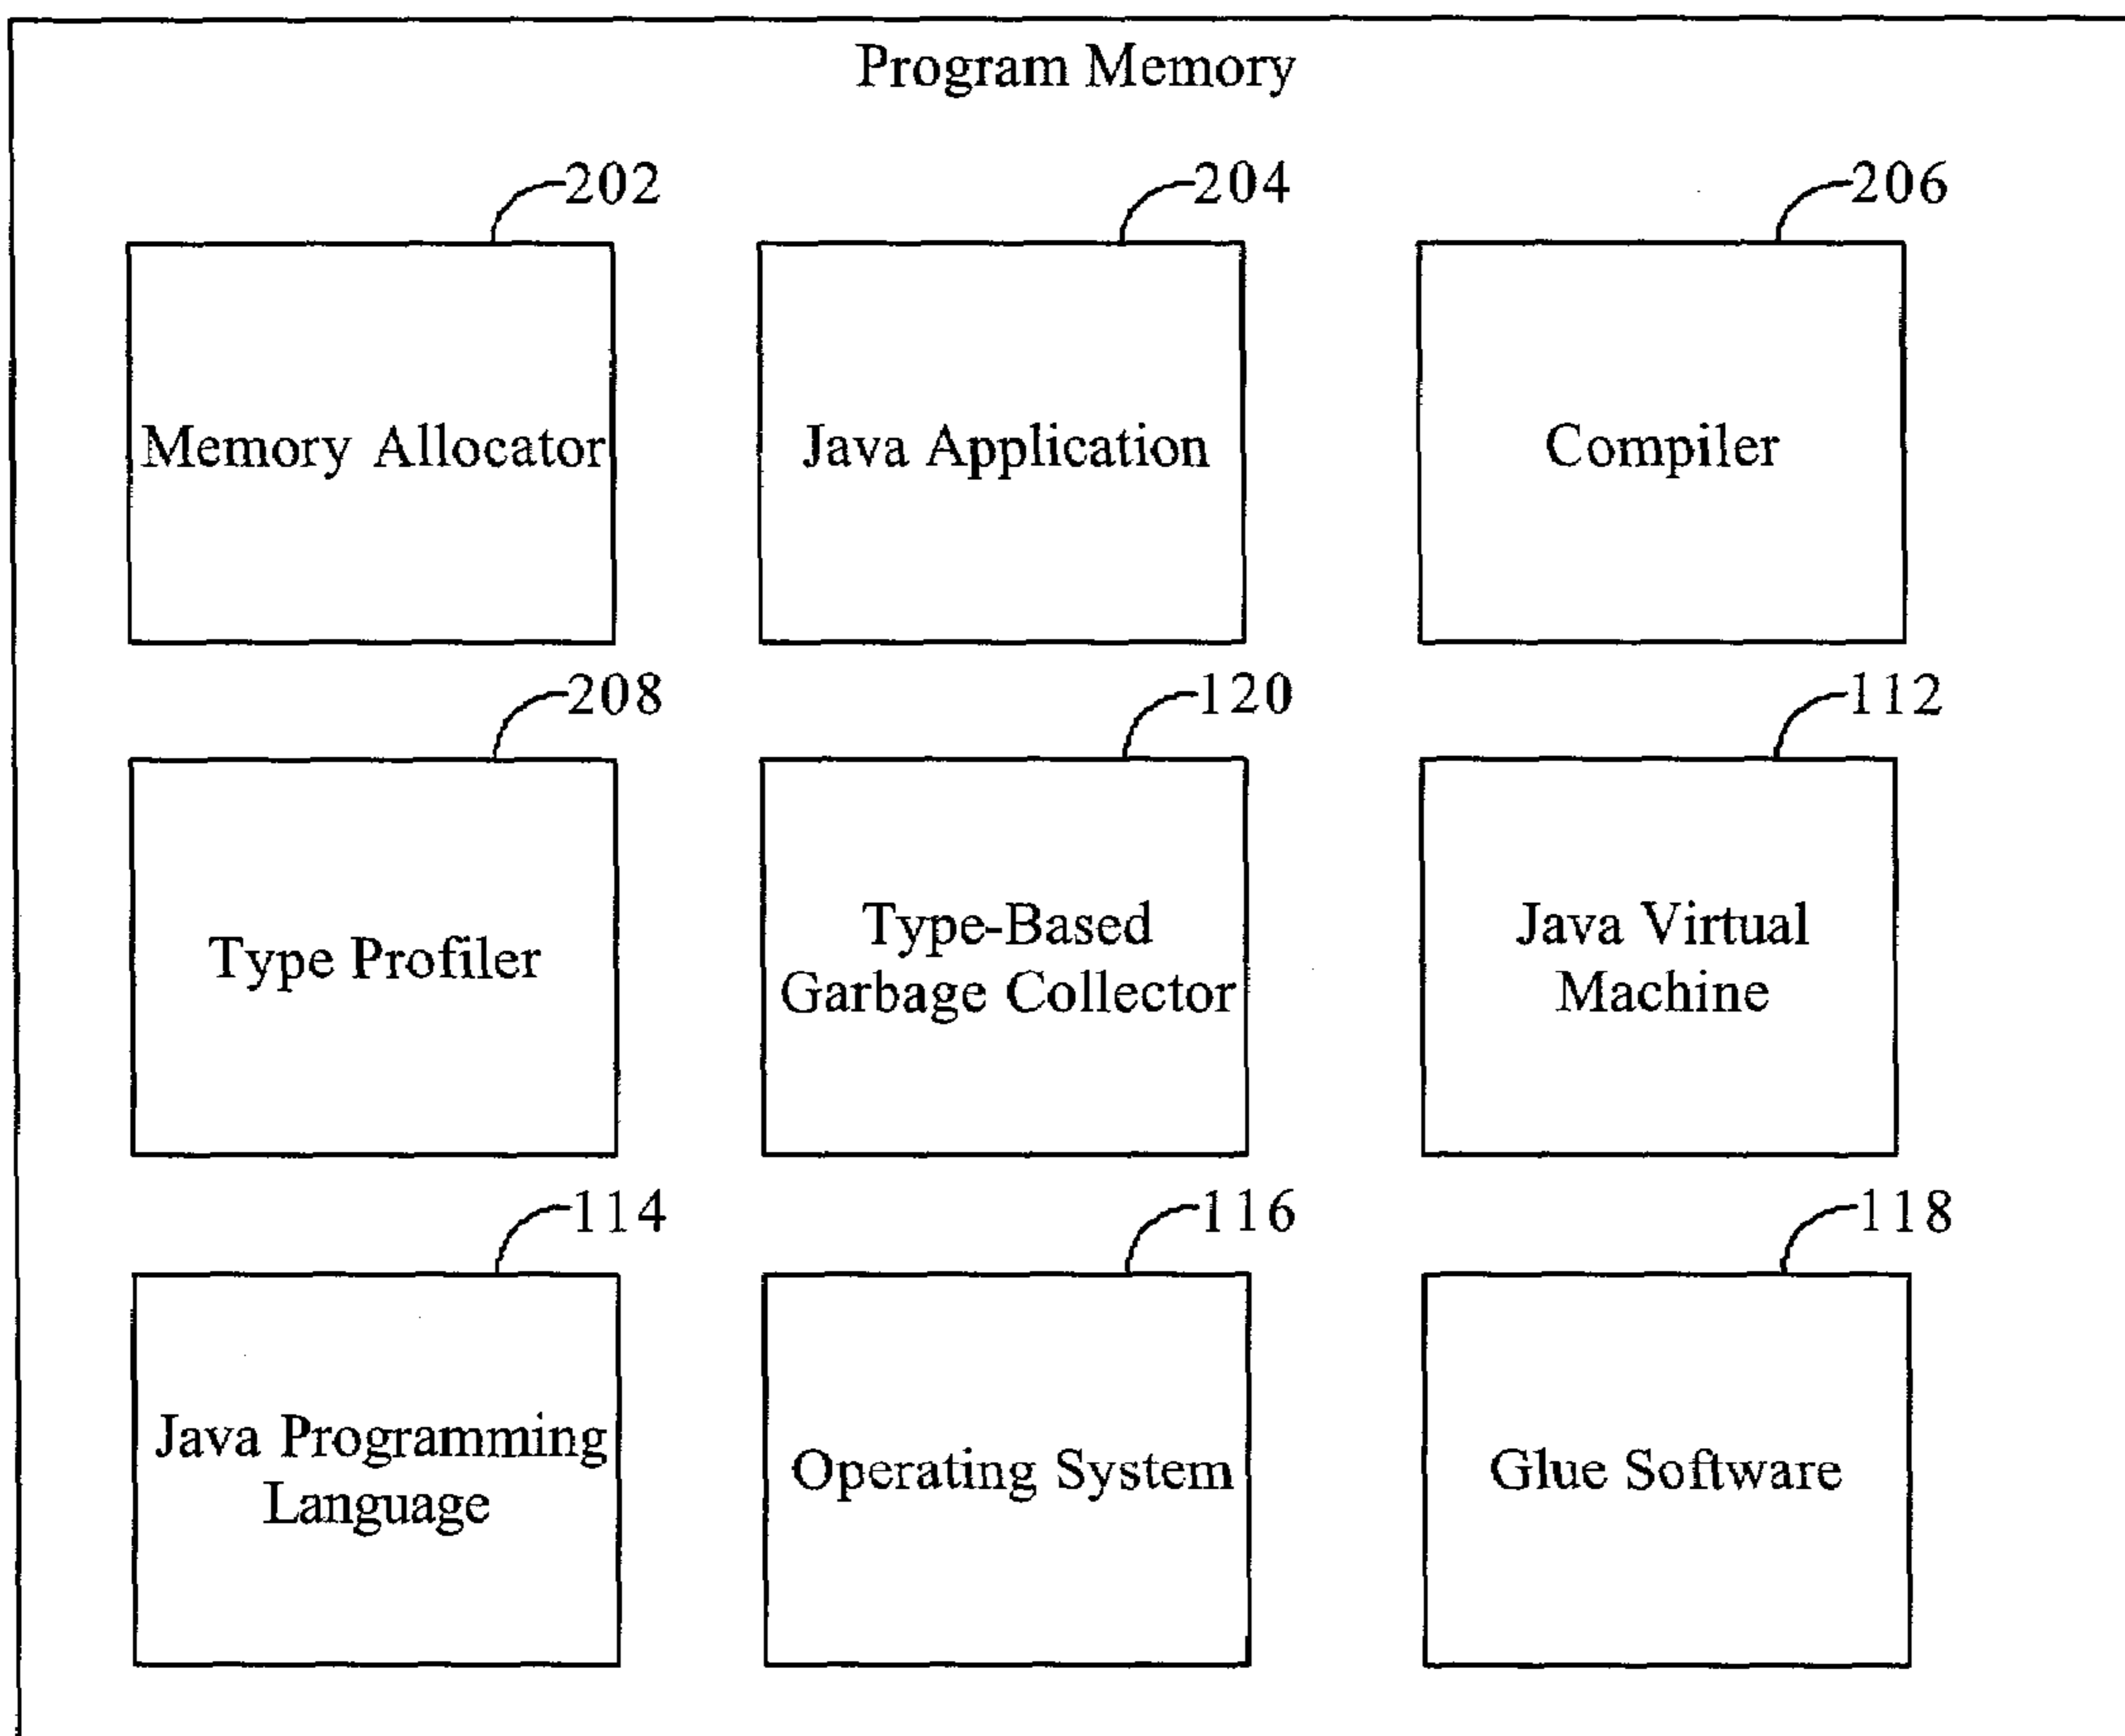 Program Memory
202
204
206
Memory Allocator
Java Application
Compiler
208
120
112
Type Profiler
Type-Based
Garbage Collector
Java Virtual
Machine
114
116
118
Java Programming
Language
Operating System
Glue Software